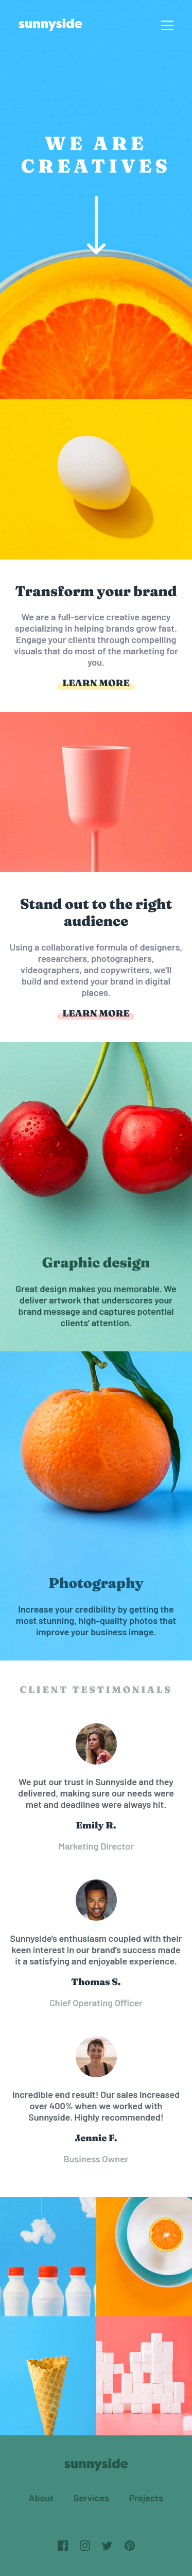 sunnyside
WE ARE
CREATIVES
Transform your brand
We are a full-service creative agency
specializing in helping brands grow fast.
Engage your clients through compelling
visuals that do most of the marketing for
you.
LEARN MORE
Stand out to the right
audience
Using a collaborative formula of designers,
researchers, photographers,
videographers, and copywriters, we'll
build and extend your brand in digital
places.
LEARN MORE
Graphic design
Great design makes you memorable. We
deliver artwork that underscores your
brand message and captures potential
clients' attention.
Photography
Increase your credibility by getting the
most stunning, high-quality photos that
improve your business image.
CLIENT TESTIMONIALS
We put our trust in Sunnyside and they
delivered, making sure our needs were
met and deadlines were always hit.
Emily R.
Marketing Director
Sunnyside's enthusiasm coupled with their
keen interest in our brand's success made
it a satisfying and enjoyable experience.
Thomas S.
Chief Operating Officer
Incredible end result! Our sales increased
over 400% when we worked with
Sunnyside. Highly recommended!
Jennie F.
Business Owner
sunnyside
About Services Projects